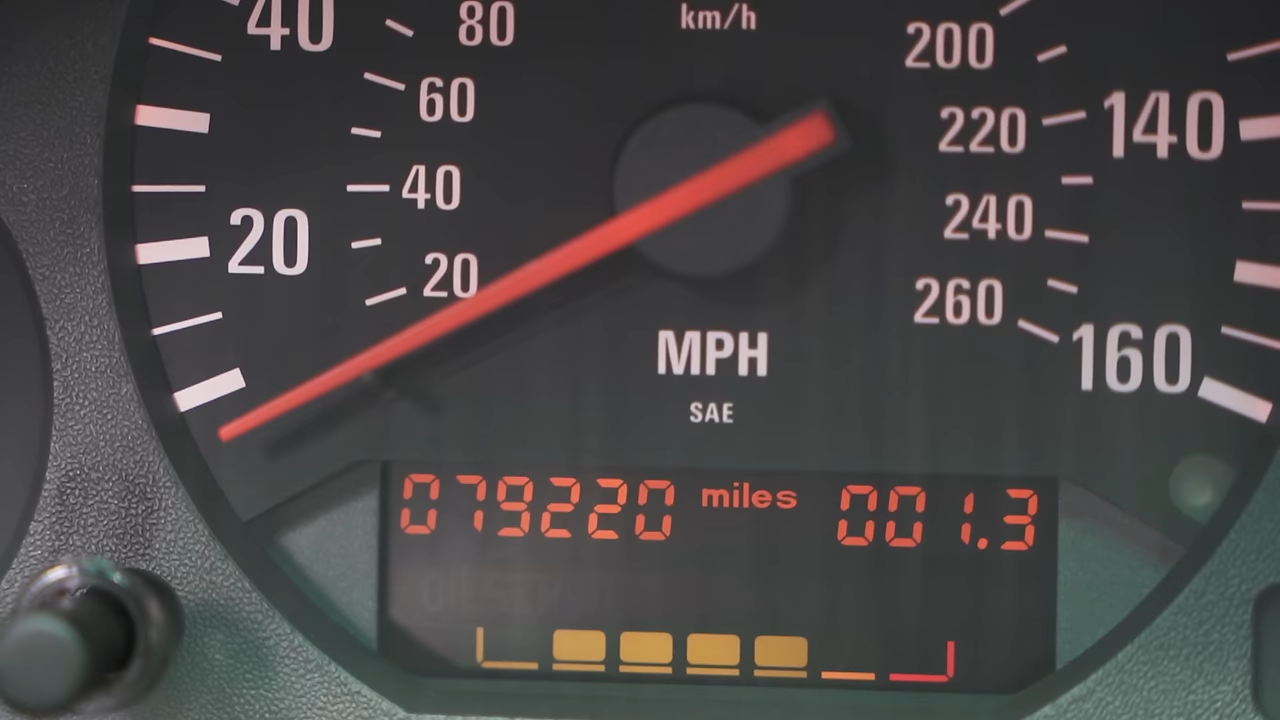 40 80 km/h 200
60 220 140
40
20 240
20 260
MPH 160
SAE
079220 miles 001.3